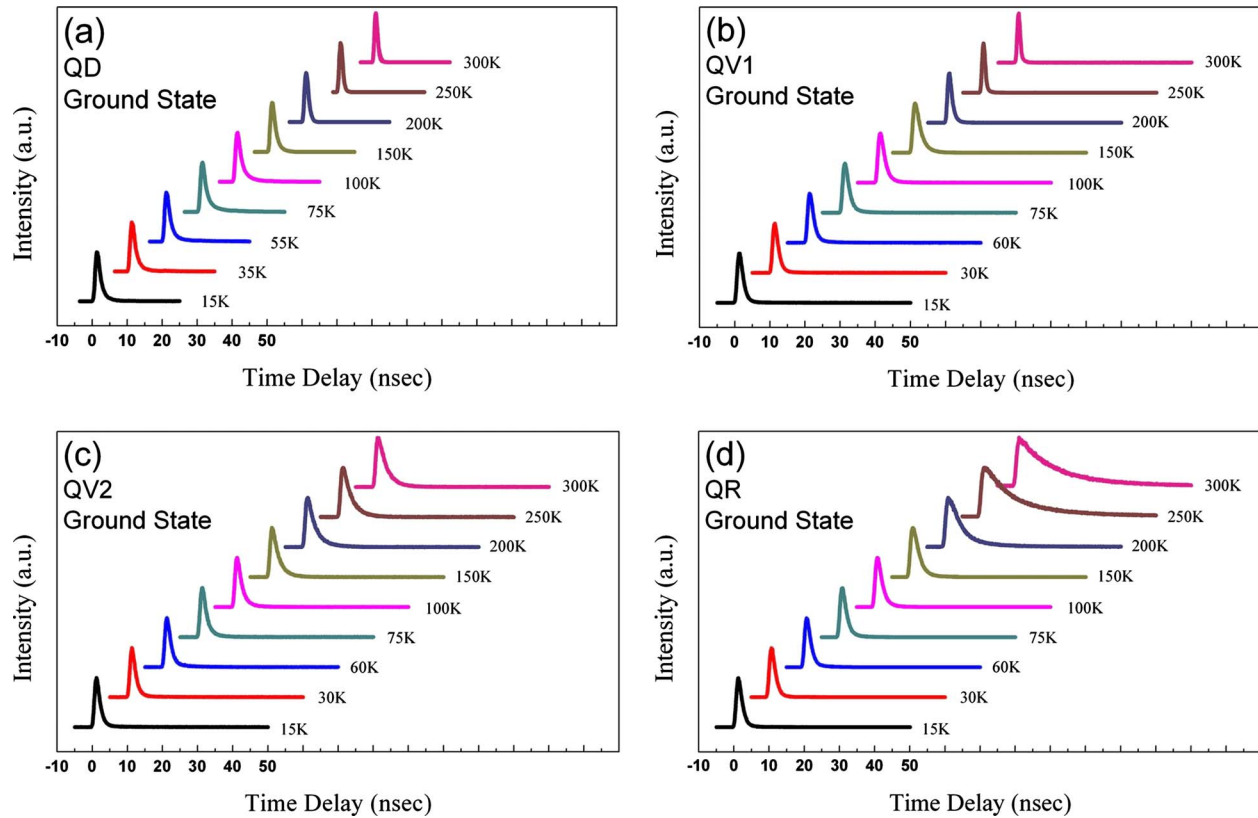 (a)
QD
Ground State
300K
250K
200K
150K
100K
75K
55K
35K
15K
Intensity (a.u.)
-10 0 10 20 30 40 50
Time Delay (nsec)
(b)
QV1
Ground State
300K
250K
200K
150K
100K
75K
60K
30K
15K
Intensity (a.u.)
-10 0 10 20 30 40 50
Time Delay (nsec)
(c)
QV2
Ground State
300K
250K
200K
150K
100K
75K
60K
30K
15K
Intensity (a.u.)
-10 0 10 20 30 40 50
Time Delay (nsec)
(d)
QR
Ground State
300K
250K
200K
150K
100K
75K
60K
30K
15K
Intensity (a.u.)
-10 0 10 20 30 40 50
Time Delay (nsec)